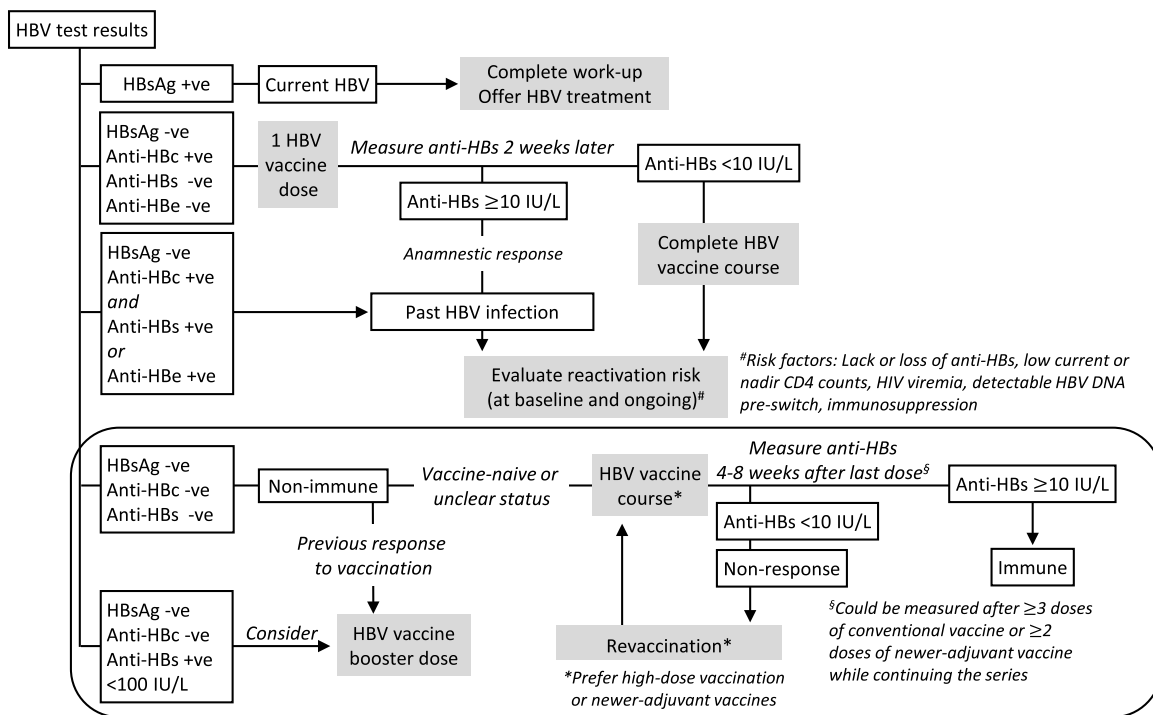 HBV test results
HBsAg +ve
Current HBV
Complete work-up
Offer HBV treatment
HBsAg -ve
Anti-HBc +ve
Anti-HBs -ve
Anti-HBe -ve
1 HBV
vaccine
dose
Measure anti-HBs 2 weeks later
Anti-HBs <10 IU/L
Anti-HBs ≥10 IU/L
Anamnestic response
Complete HBV
vaccine course
HBsAg -ve
Anti-HBc +ve
and
Anti-HBs +ve
or
Anti-HBe +ve
Past HBV infection
Evaluate reactivation risk
(at baseline and ongoing)#
#Risk factors: Lack or loss of anti-HBs, low current or
nadir CD4 counts, HIV viremia, detectable HBV DNA
pre-switch, immunosuppression
HBsAg -ve
Anti-HBc -ve
Anti-HBs -ve
Non-immune
Vaccine-naive or
unclear status
HBV vaccine
course*
Measure anti-HBs
4-8 weeks after last dose§
Anti-HBs ≥10 IU/L
Anti-HBs <10 IU/L
Previous response
to vaccination
Non-response
Immune
HBsAg -ve
Anti-HBc -ve
Anti-HBs +ve
<100 IU/L
Consider
HBV vaccine
booster dose
Revaccination*
*Prefer high-dose vaccination
or newer-adjuvant vaccines
§Could be measured after ≥3 doses
of conventional vaccine or ≥2
doses of newer-adjuvant vaccine
while continuing the series